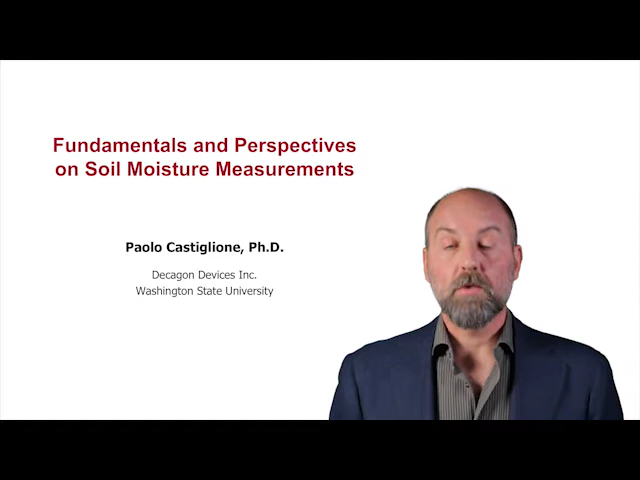 Fundamentals and Perspectives
on Soil Moisture Measurements
Paolo Castiglione, Ph.D.
Decagon Devices Inc.
Washington State University